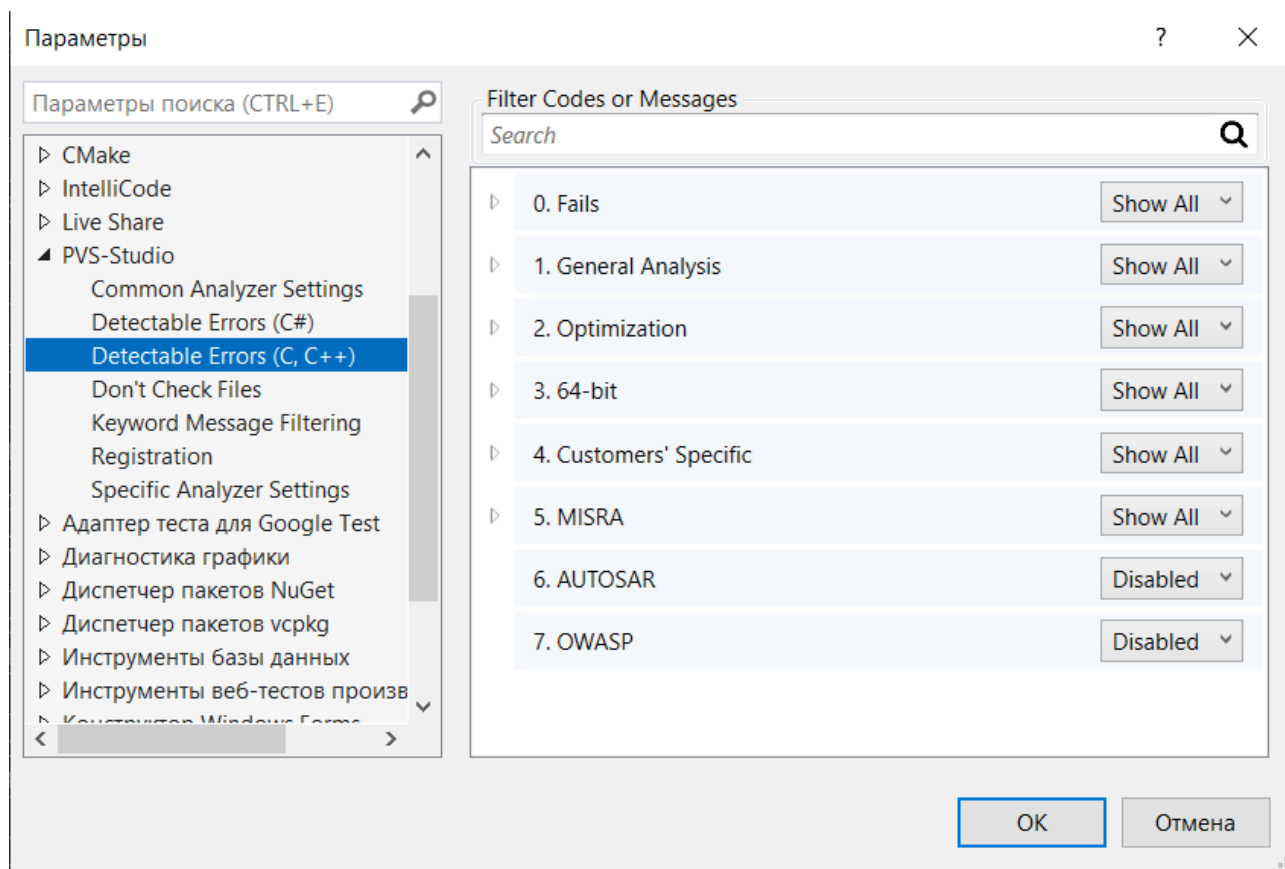 Параметры
?
Параметры поиска (CTRL+E)
CMake
IntelliCode
Live Share
PVS-Studio
Common Analyzer Settings
Detectable Errors (C#)
Detectable Errors (C, C++)
Don't Check Files
Keyword Message Filtering
Registration
Specific Analyzer Settings
Адаптер теста для Google Test
Диагностика графики
Диспетчер пакетов NuGet
Диспетчер пакетов vcpkg
Инструменты базы данных
Инструменты веб-тестов произв
Конструктор Windows Forms
Filter Codes or Messages
Search
0. Fails Show All
1. General Analysis Show All
2. Optimization Show All
3. 64-bit Show All
4. Customers' Specific Show All
5. MISRA Show All
6. AUTOSAR Disabled
7. OWASP Disabled
OK Отмена